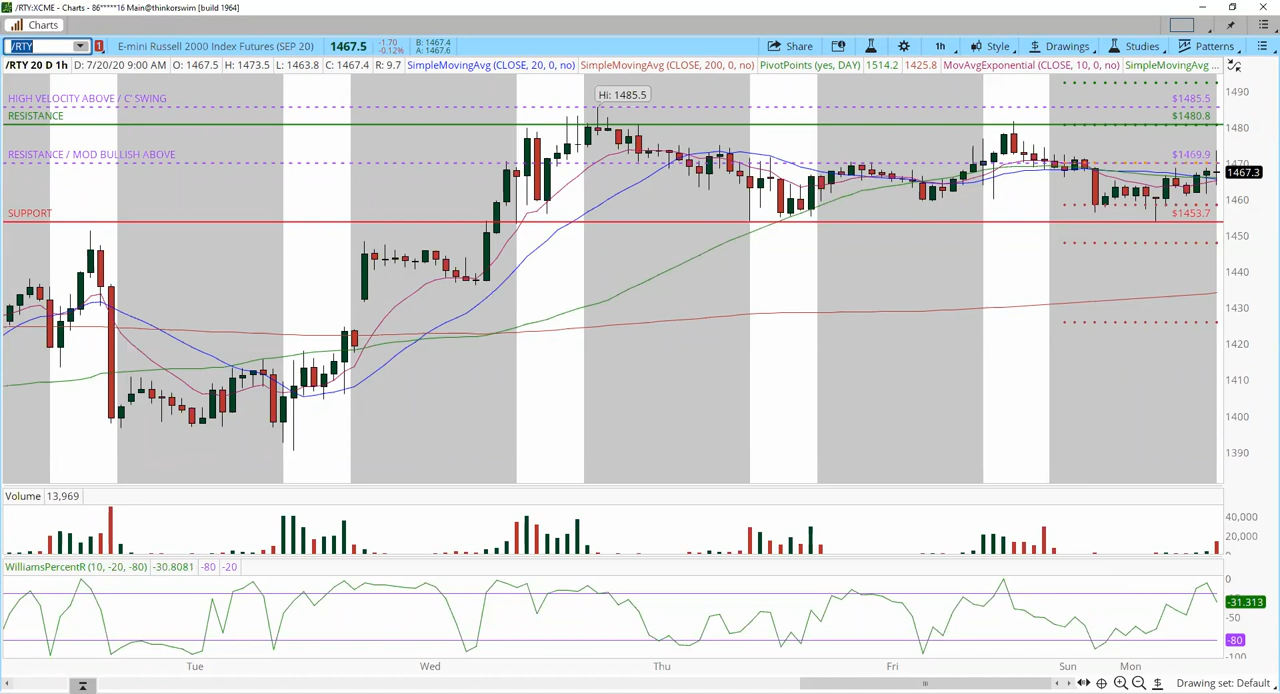 /RTY:XCME - Charts - 86*****16 Main@thinkorswim [build 1964]
Charts
/RTY 1 E-mini Russell 2000 Index Futures (SEP 20) 1467.5 -1.70 -0.12% B: 1467.4 A: 1467.6 Share 1h Style Drawings Studies Patterns
/RTY 20 D 1h D: 7/20/20 9:00 AM O: 1467.5 H: 1473.5 L: 1463.8 C: 1467.4 R: 9.7 SimpleMovingAvg (CLOSE, 20, 0, no) SimpleMovingAvg (CLOSE, 200, 0, no) PivotPoints (yes, DAY) 1514.2 1425.8 MovAvgExponential (CLOSE, 10, 0, no) SimpleMovingAvg ...
Hi: 1485.5
HIGH VELOCITY ABOVE / C' SWING $1485.5
RESISTANCE $1480.8
RESISTANCE / MOD BULLISH ABOVE $1469.9
SUPPORT $1453.7
1490
1480
1470
1467.3
1460
1450
1440
1430
1420
1410
1400
1390
Volume 13,969
40,000
20,000
WilliamsPercentR (10, -20, -80) -30.8081 -80 -20
0
-31.313
-50
-80
-100
Tue Wed Thu Fri Sun Mon
Drawing set: Default